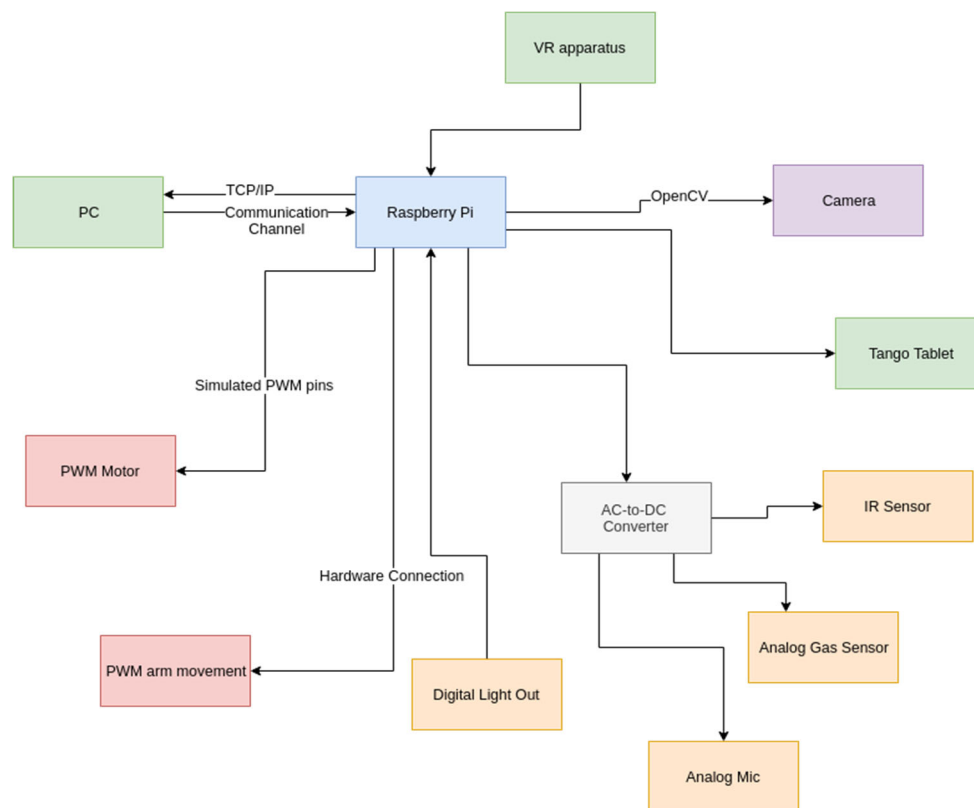 VR apparatus
TCP/IP
OpenCV
PC
Communication
Channel
Raspberry Pi
Camera
Tango Tablet
Simulated PWM pins
PWM Motor
AC-to-DC
Converter
IR Sensor
Hardware Connection
Analog Gas Sensor
PWM arm movement
Digital Light Out
Analog Mic